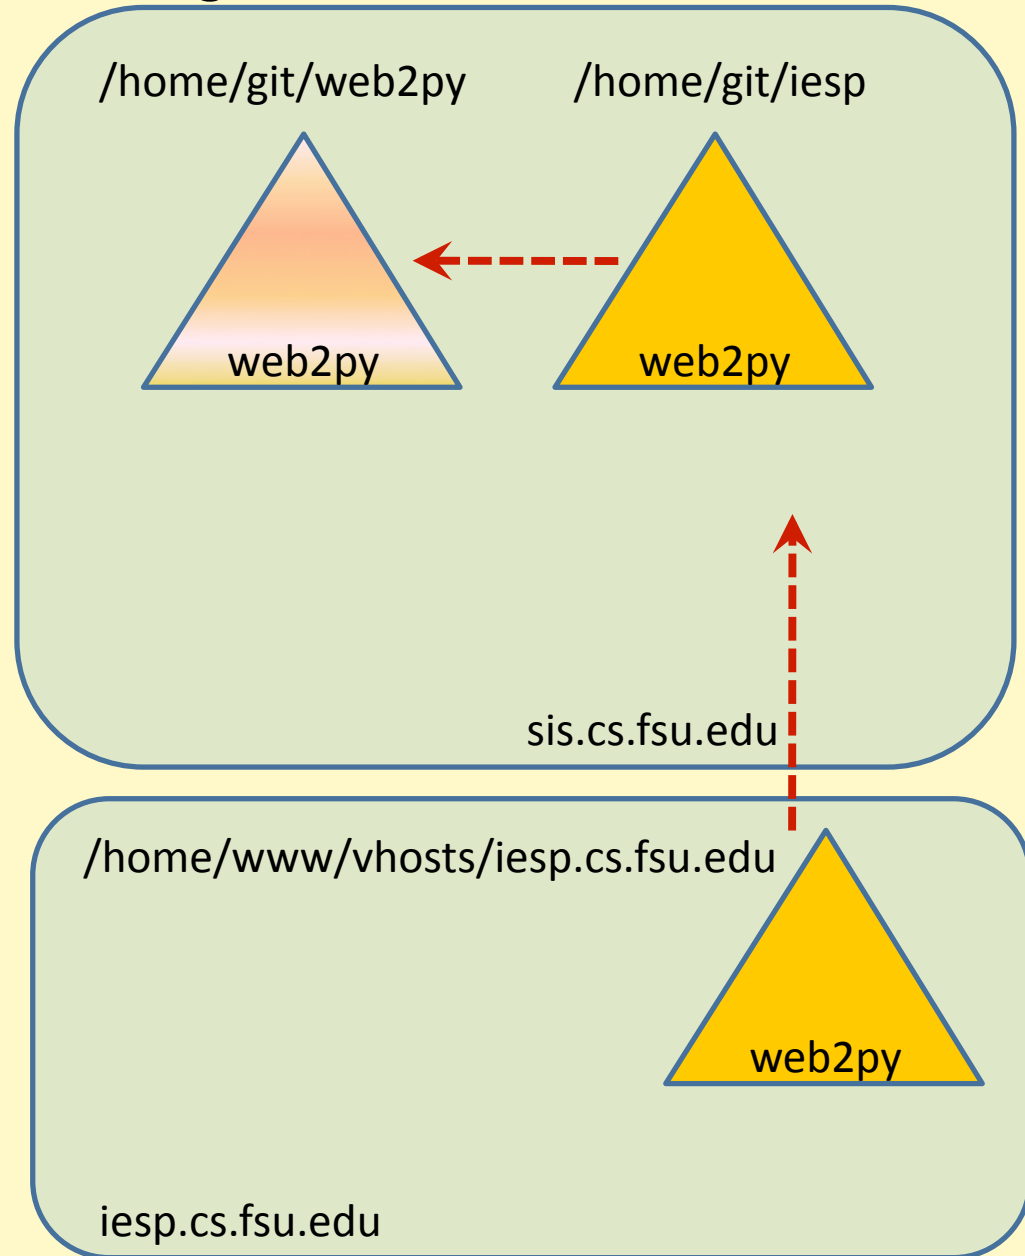 /home/git/web2py /home/git/iesp
web2py web2py
sis.cs.fsu.edu
/home/www/vhosts/iesp.cs.fsu.edu
web2py
iesp.cs.fsu.edu